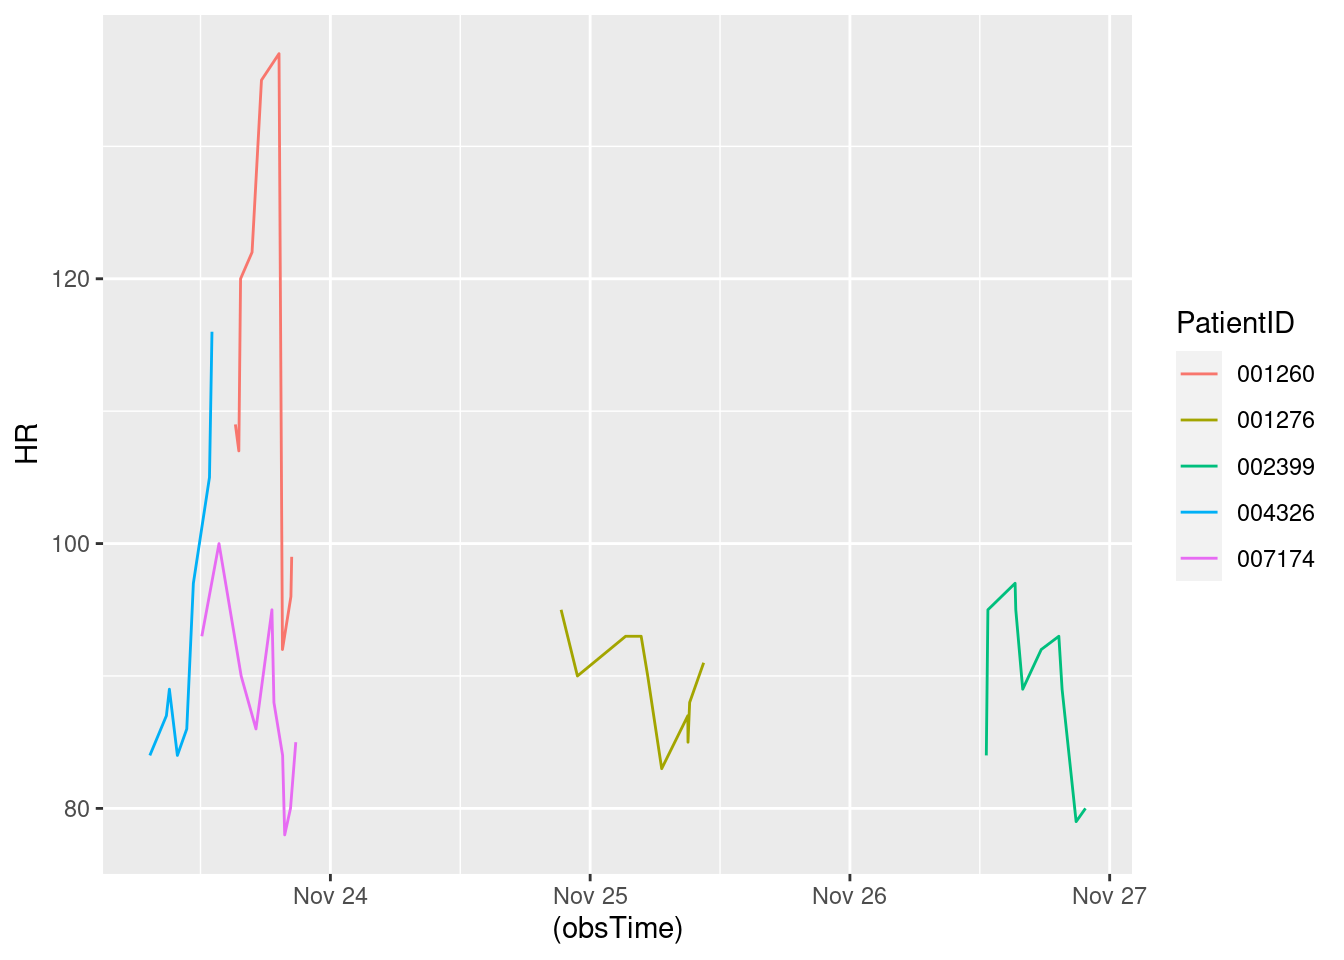 HR
120
100
80
Nov 24
Nov 25
Nov 26
Nov 27
(obsTime)
PatientID
001260
001276
002399
004326
007174